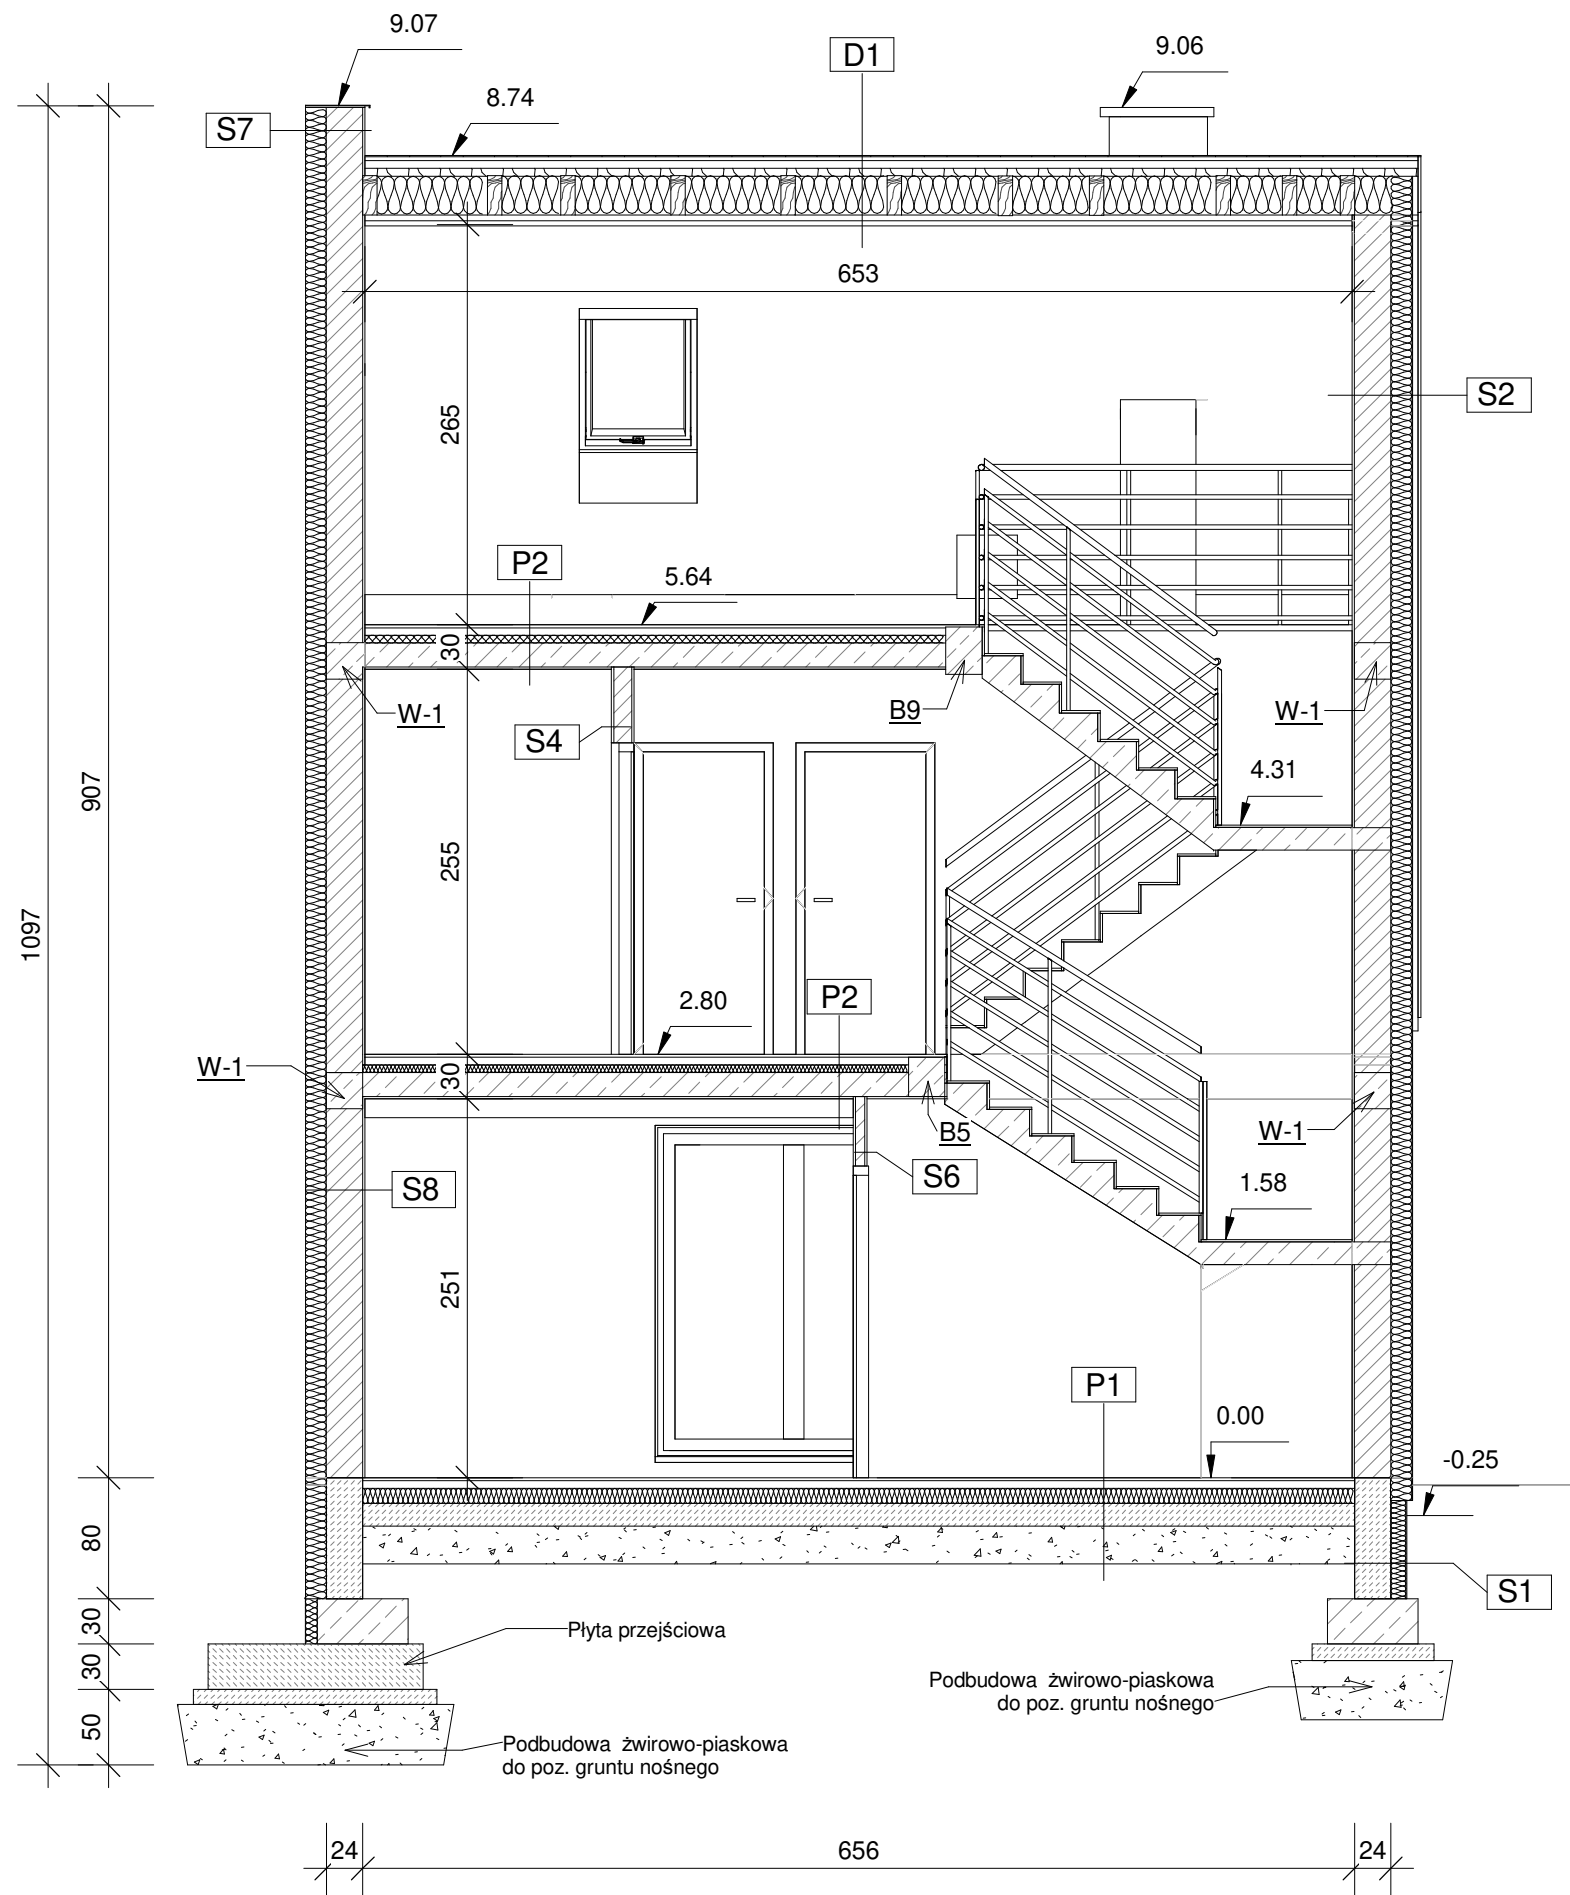 9.07
D1
9.06
8.74
S7
653
S2
265
P2
5.64
30
W-1
B9
W-1
S4
4.31
907
255
1097
2.80
P2
30
W-1
B5
W-1
S6
S8
1.58
251
P1
0.00
-0.25
80
S1
30
Płyta przejściowa
30
Podbudowa żwirowo-piaskowa
do poz. gruntu nośnego
50
Podbudowa żwirowo-piaskowa
do poz. gruntu nośnego
24
656
24